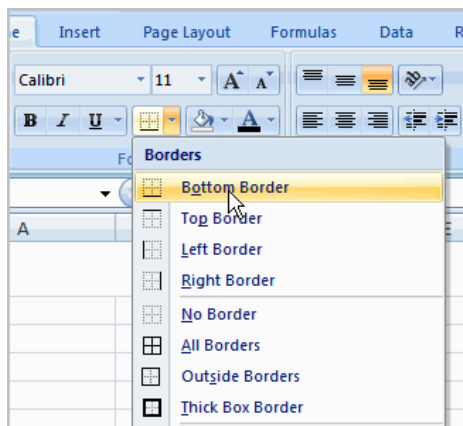 e Insert Page Layout Formulas Data R
Calibri 11 A A
B I U A
Fo
Borders
Bottom Border
A E
Top Border
Left Border
Right Border
No Border
All Borders
Outside Borders
Thick Box Border